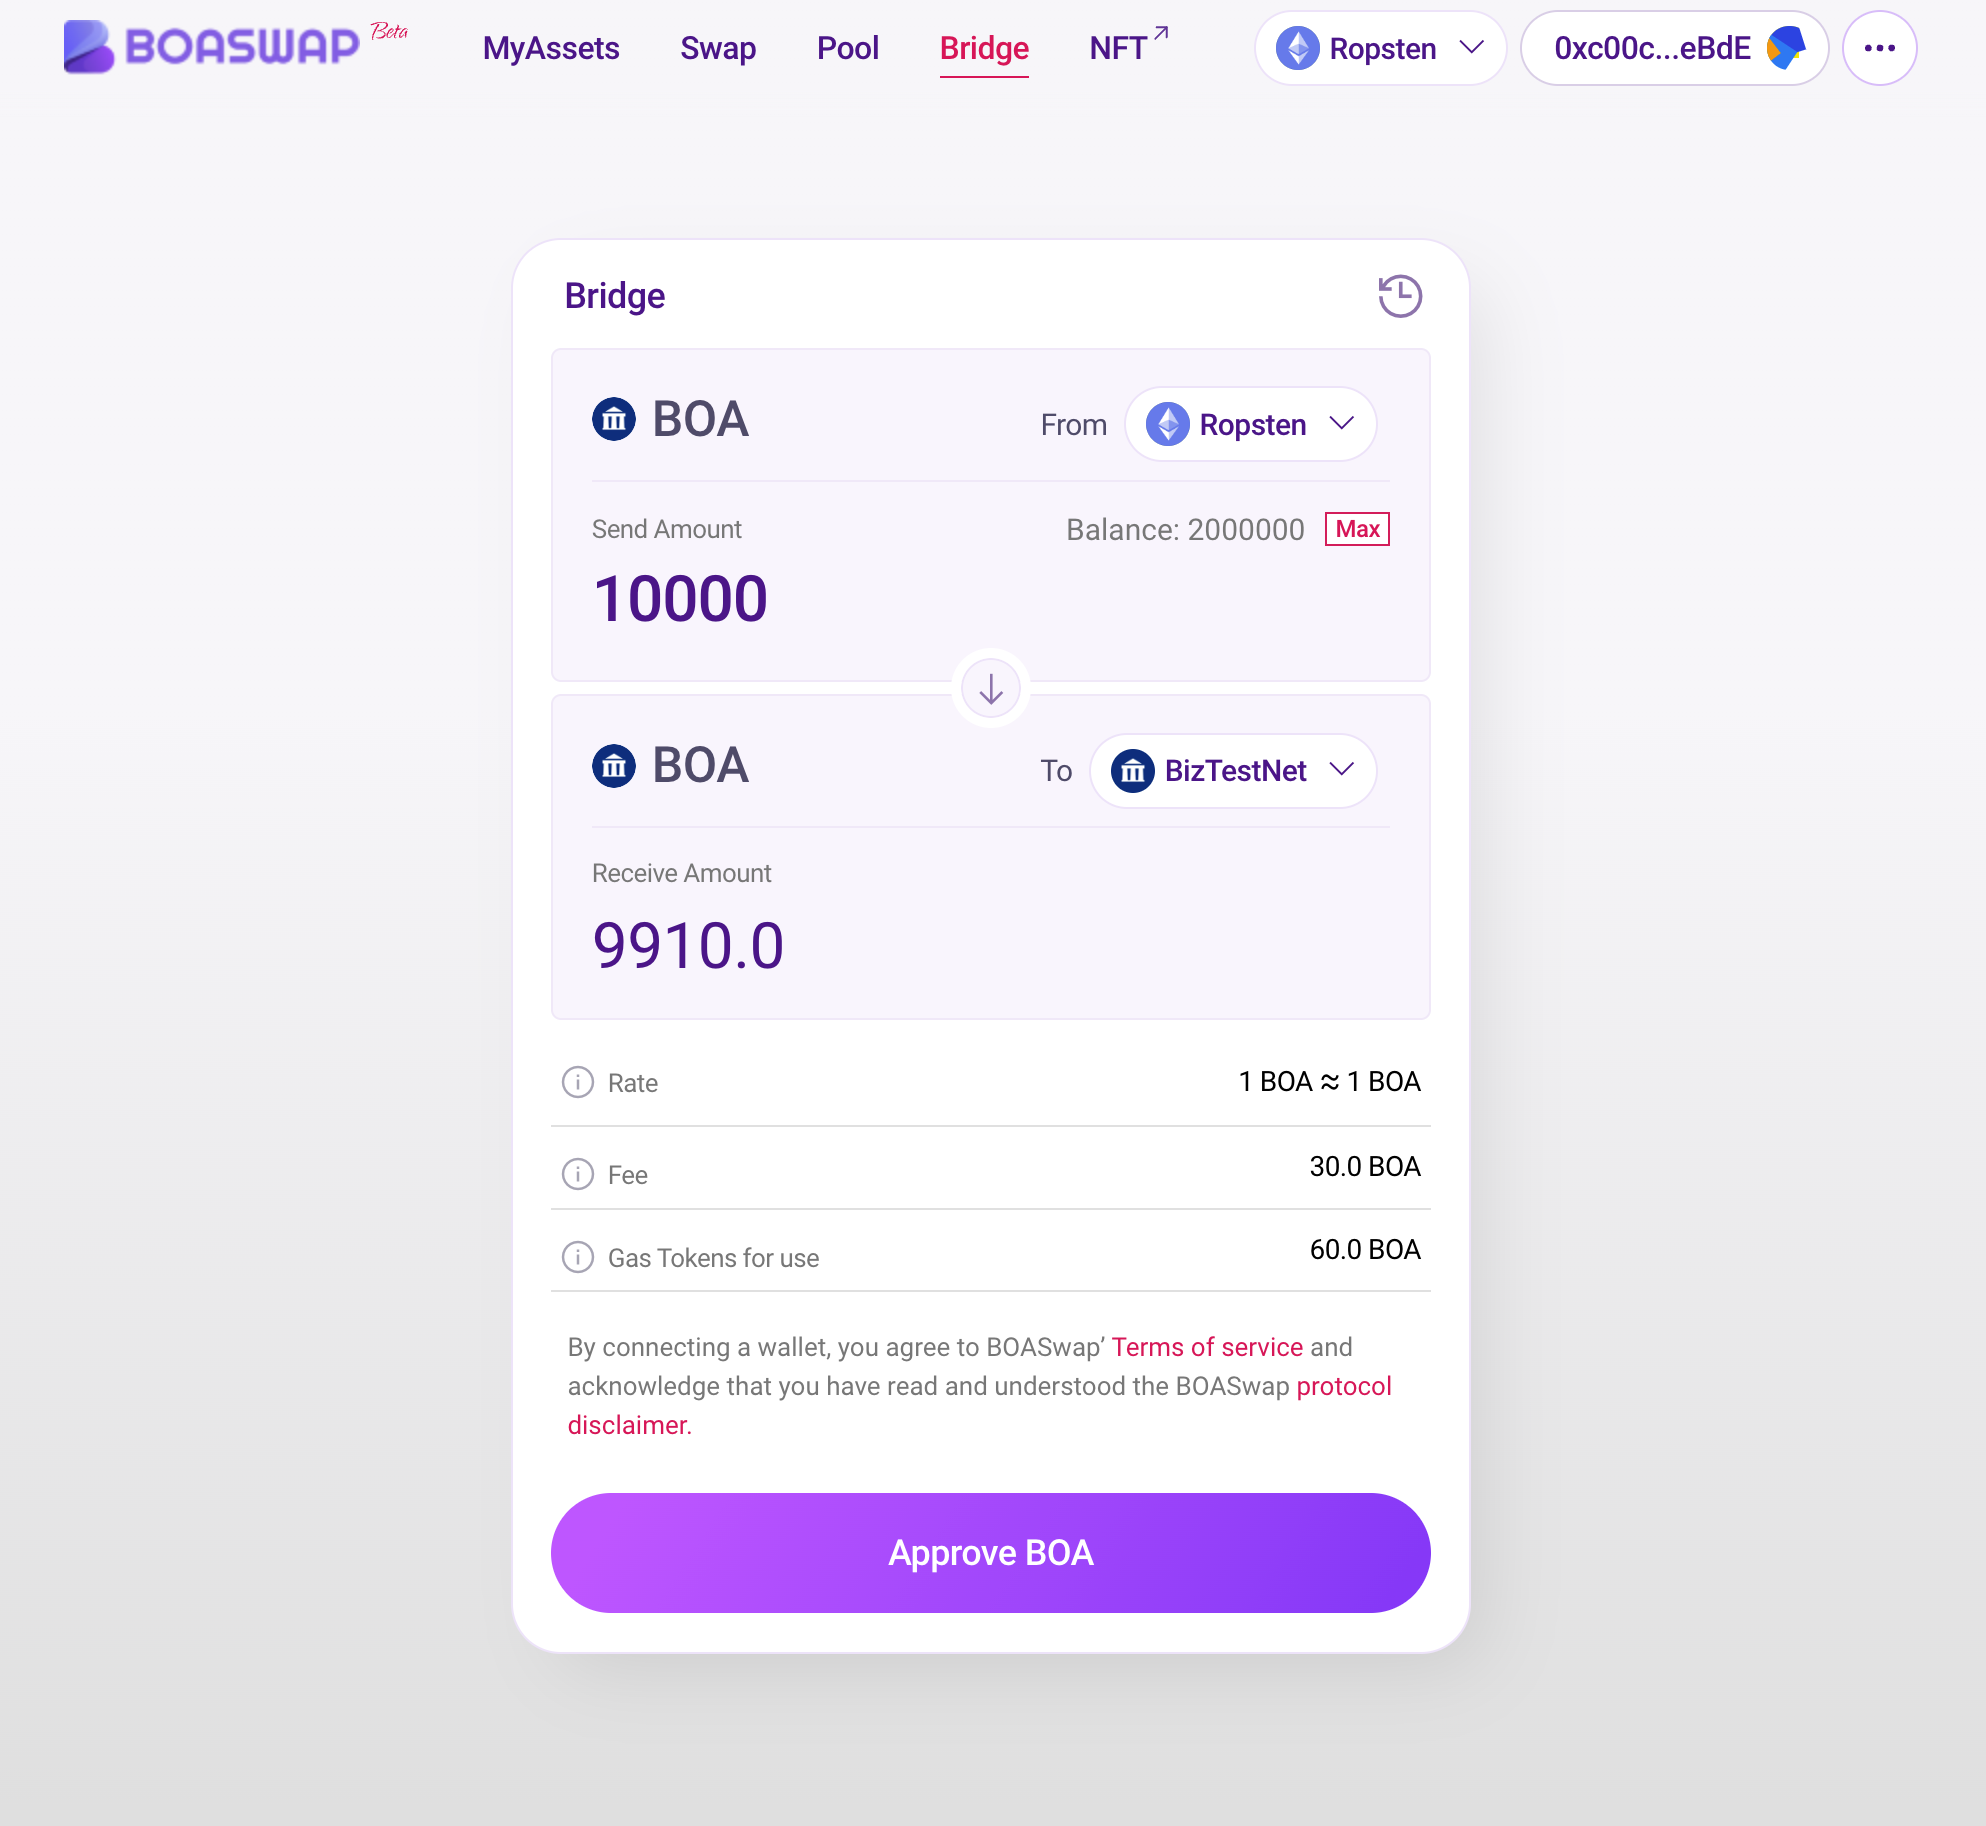 BOASWAP Beta MyAssets Swap Pool Bridge NFT Ropsten 0xc00c...eBdE
Bridge
BOA From Ropsten
Send Amount Balance: 2000000 Max
10000
BOA To BizTestNet
Receive Amount
9910.0
Rate 1 BOA ≈ 1 BOA
Fee 30.0 BOA
Gas Tokens for use 60.0 BOA
By connecting a wallet, you agree to BOASwap’ Terms of service and
acknowledge that you have read and understood the BOASwap protocol
disclaimer.
Approve BOA